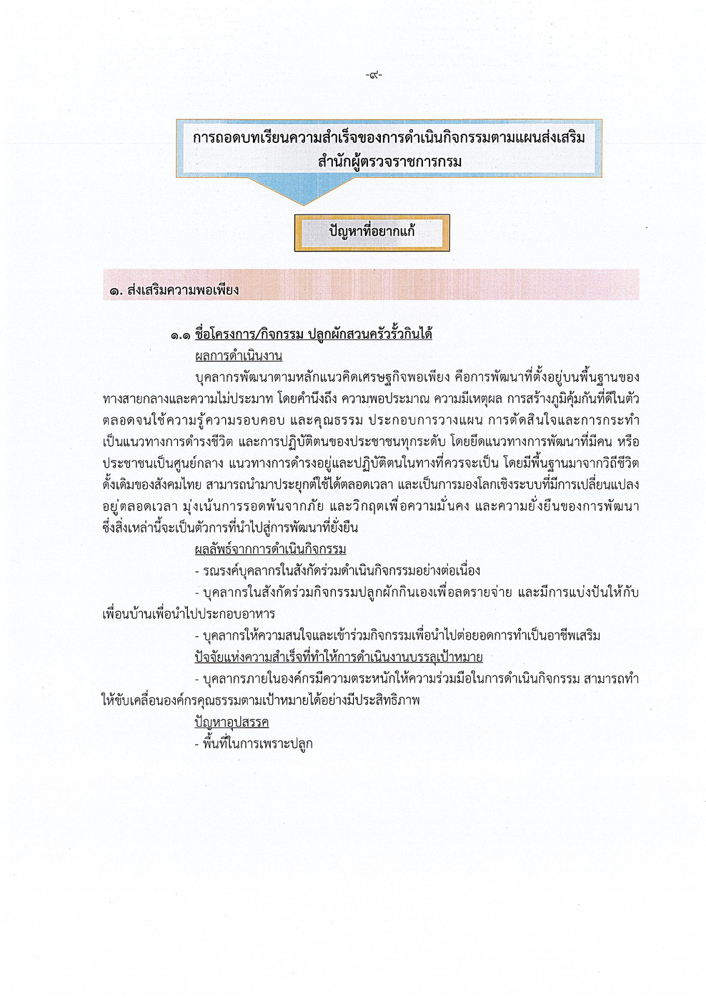 -๙-
การถอดบทเรียนความสำเร็จของการดำเนินกิจกรรมตามแผนส่งเสริม
สำนักผู้ตรวจราชการกรม
ปัญหาที่อยากแก้
๑. ส่งเสริมความพอเพียง
๑.๑ ชื่อโครงการ/กิจกรรม ปลูกผักสวนครัวรั้วกินได้
ผลการดำเนินงาน
บุคลากรพัฒนาตามหลักแนวคิดเศรษฐกิจพอเพียง คือการพัฒนาที่ตั้งอยู่บนพื้นฐานของ
ทางสายกลางและความไม่ประมาท โดยคำนึงถึง ความพอประมาณ ความมีเหตุผล การสร้างภูมิคุ้มกันที่ดีในตัว
ตลอดจนใช้ความรู้ความรอบคอบ และคุณธรรม ประกอบการวางแผน การตัดสินใจและการกระทำ
เป็นแนวทางการดำรงชีวิต และการปฏิบัติตนของประชาชนทุกระดับ โดยยึดแนวทางการพัฒนาที่มีคน หรือ
ประชาชนเป็นศูนย์กลาง แนวทางการดำรงอยู่และปฏิบัติตนในทางที่ควรจะเป็น โดยมีพื้นฐานมาจากวิถีชีวิต
ดั้งเดิมของสังคมไทย สามารถนำมาประยุกต์ใช้ได้ตลอดเวลา และเป็นการมองโลกเชิงระบบที่มีการเปลี่ยนแปลง
อยู่ตลอดเวลา มุ่งเน้นการรอดพ้นจากภัย และวิกฤตเพื่อความมั่นคง และความยั่งยืนของการพัฒนา
ซึ่งสิ่งเหล่านี้จะเป็นตัวการที่นำไปสู่การพัฒนาที่ยั่งยืน
ผลลัพธ์จากการดำเนินกิจกรรม
- รณรงค์บุคลากรในสังกัดร่วมดำเนินกิจกรรมอย่างต่อเนื่อง
- บุคลากรในสังกัดร่วมกิจกรรมปลูกผักกินเองเพื่อลดรายจ่าย และมีการแบ่งปันให้กับ
เพื่อนบ้านเพื่อนำไปประกอบอาหาร
- บุคลากรให้ความสนใจและเข้าร่วมกิจกรรมเพื่อนำไปต่อยอดการทำเป็นอาชีพเสริม
ปัจจัยแห่งความสำเร็จที่ทำให้การดำเนินงานบรรลุเป้าหมาย
- บุคลากรภายในองค์กรมีความตระหนักให้ความร่วมมือในการดำเนินกิจกรรม สามารถทำ
ให้ขับเคลื่อนองค์กรคุณธรรมตามเป้าหมายได้อย่างมีประสิทธิภาพ
ปัญหาอุปสรรค
- พื้นที่ในการเพราะปลูก